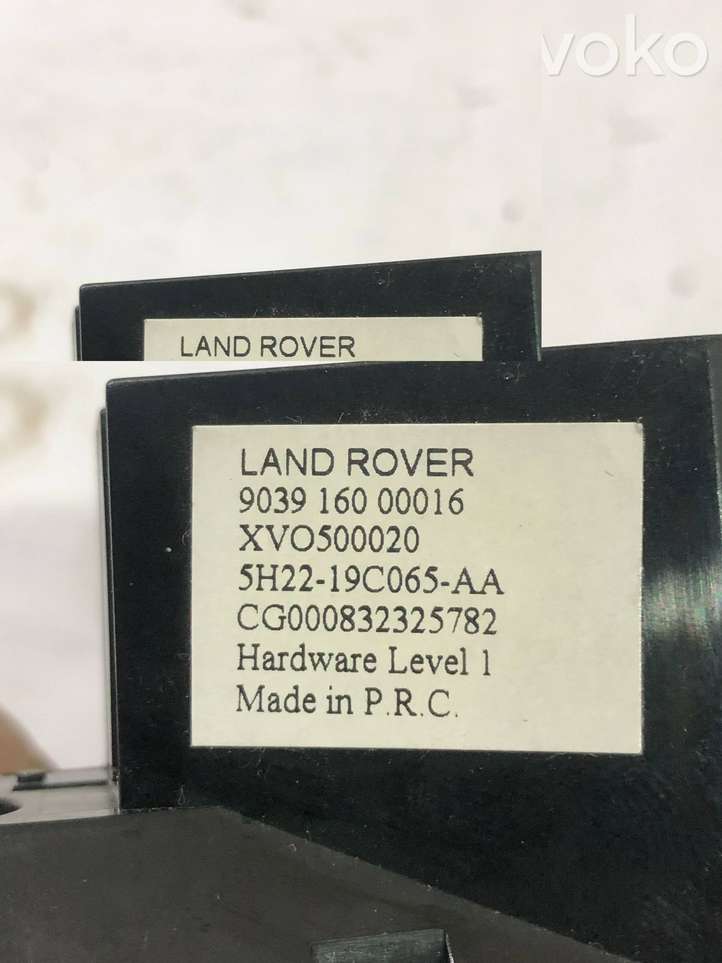 voko
LAND ROVER
LAND ROVER
9039 160 00016
XVO500020
5H22-19C065-AA
CG000832325782
Hardware Level 1
Made in P.R.C.